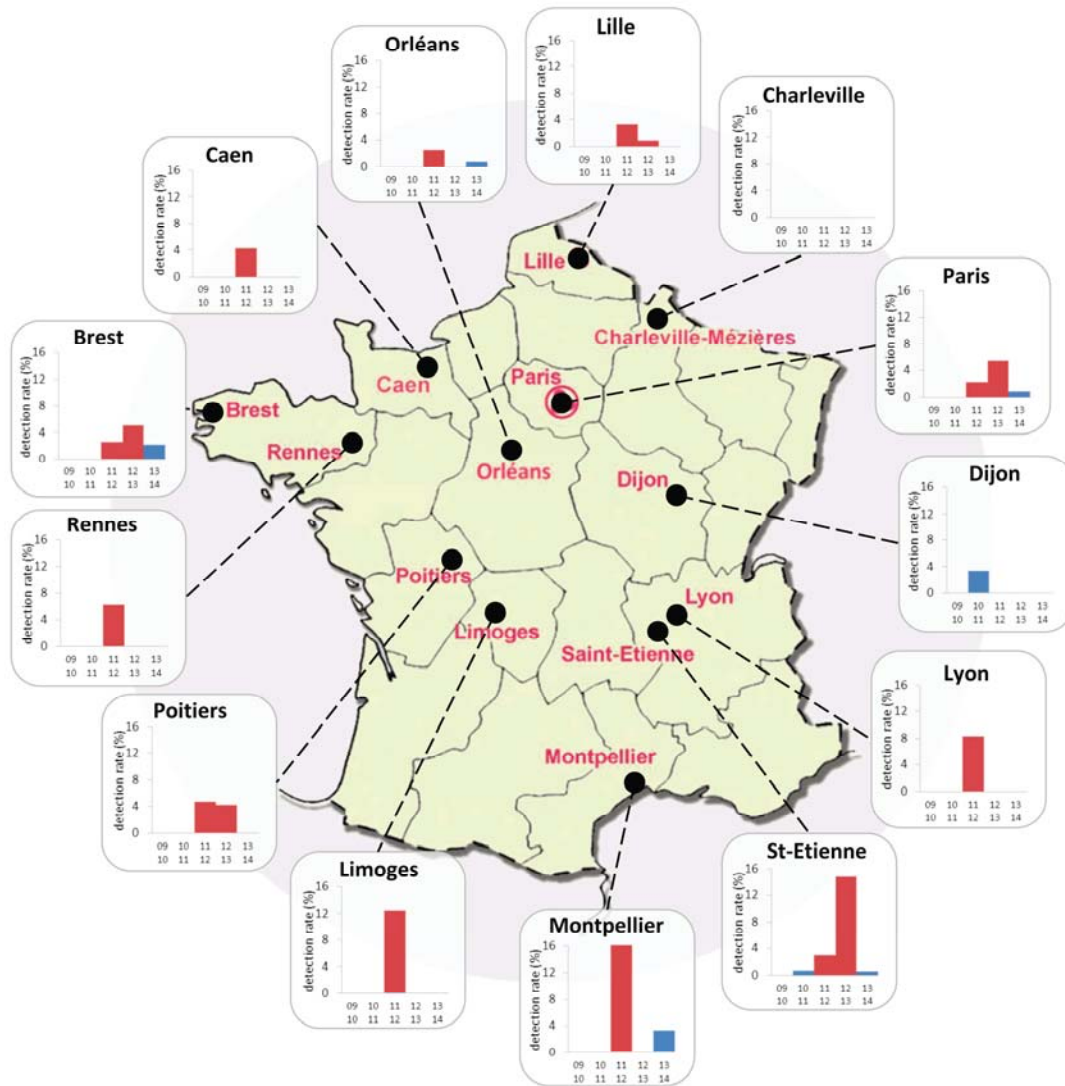 Lille
detection rate (%)
16
12
8
4
0
09 10 11 12 13
10 11 12 13 14
Orléans
detection rate (%)
16
12
8
4
0
09 10 11 12 13
10 11 12 13 14
Charleville
detection rate (%)
16
12
8
4
0
09 10 11 12 13
10 11 12 13 14
Caen
detection rate (%)
16
12
8
4
0
09 10 11 12 13
10 11 12 13 14
Paris
detection rate (%)
16
12
8
4
0
09 10 11 12 13
10 11 12 13 14
Brest
detection rate (%)
16
12
8
4
0
09 10 11 12 13
10 11 12 13 14
Lille
Charleville-Mézières
Paris
Caen
Brest
Rennes
Orléans
Dijon
Poitiers
Limoges
Lyon
Saint-Etienne
Montpellier
Dijon
detection rate (%)
16
12
8
4
0
09 10 11 12 13
10 11 12 13 14
Rennes
detection rate (%)
16
12
8
4
0
09 10 11 12 13
10 11 12 13 14
Lyon
detection rate (%)
16
12
8
4
0
09 10 11 12 13
10 11 12 13 14
Poitiers
detection rate (%)
16
12
8
4
0
09 10 11 12 13
10 11 12 13 14
St-Etienne
detection rate (%)
16
12
8
4
0
09 10 11 12 13
10 11 12 13 14
Limoges
detection rate (%)
16
12
8
4
0
09 10 11 12 13
10 11 12 13 14
Montpellier
detection rate (%)
16
12
8
4
0
09 10 11 12 13
10 11 12 13 14